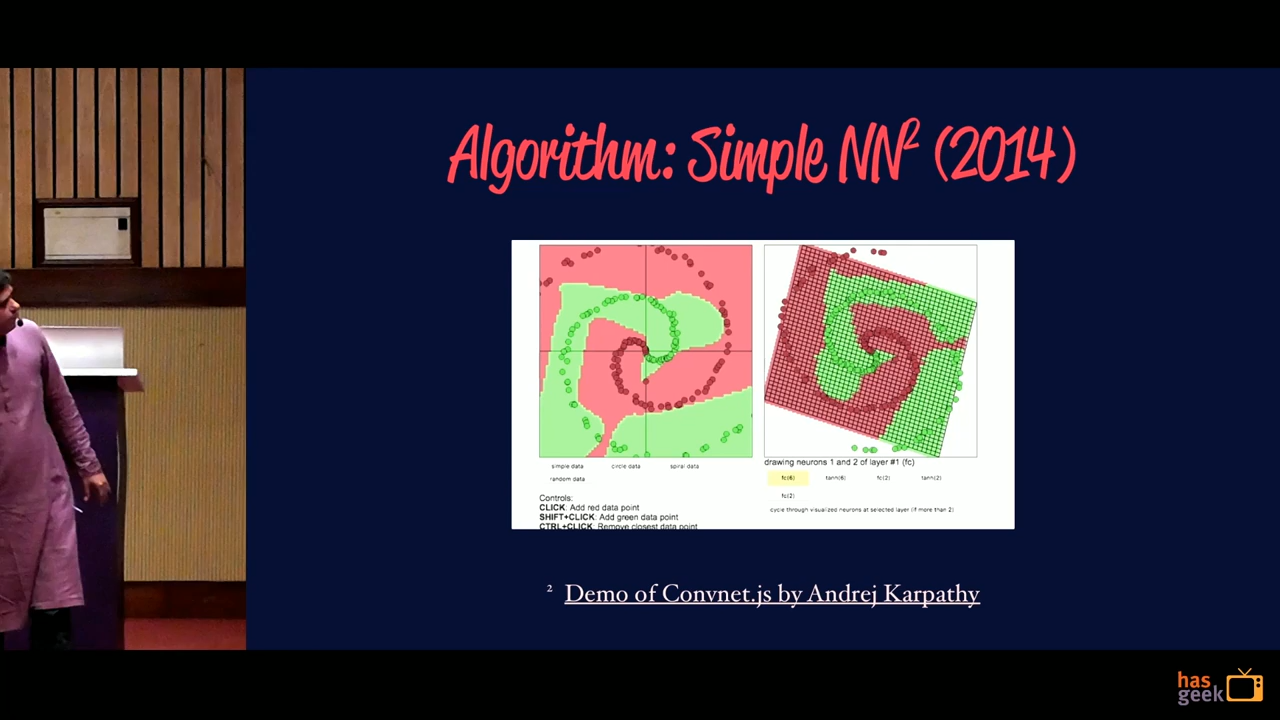 Algorithm: Simple NN² (2014)
simple data circle data spiral data
random data
Controls:
CLICK: Add red data point
SHIFT+CLICK: Add green data point
CTRL+CLICK: Remove closest data point
drawing neurons 1 and 2 of layer #1 (fc)
fc(6) tanh(6) fc(2) tanh(2)
fc(2)
cycle through visualized neurons at selected layer (if more than 2)
² Demo of Convnet.js by Andrej Karpathy
has
geek